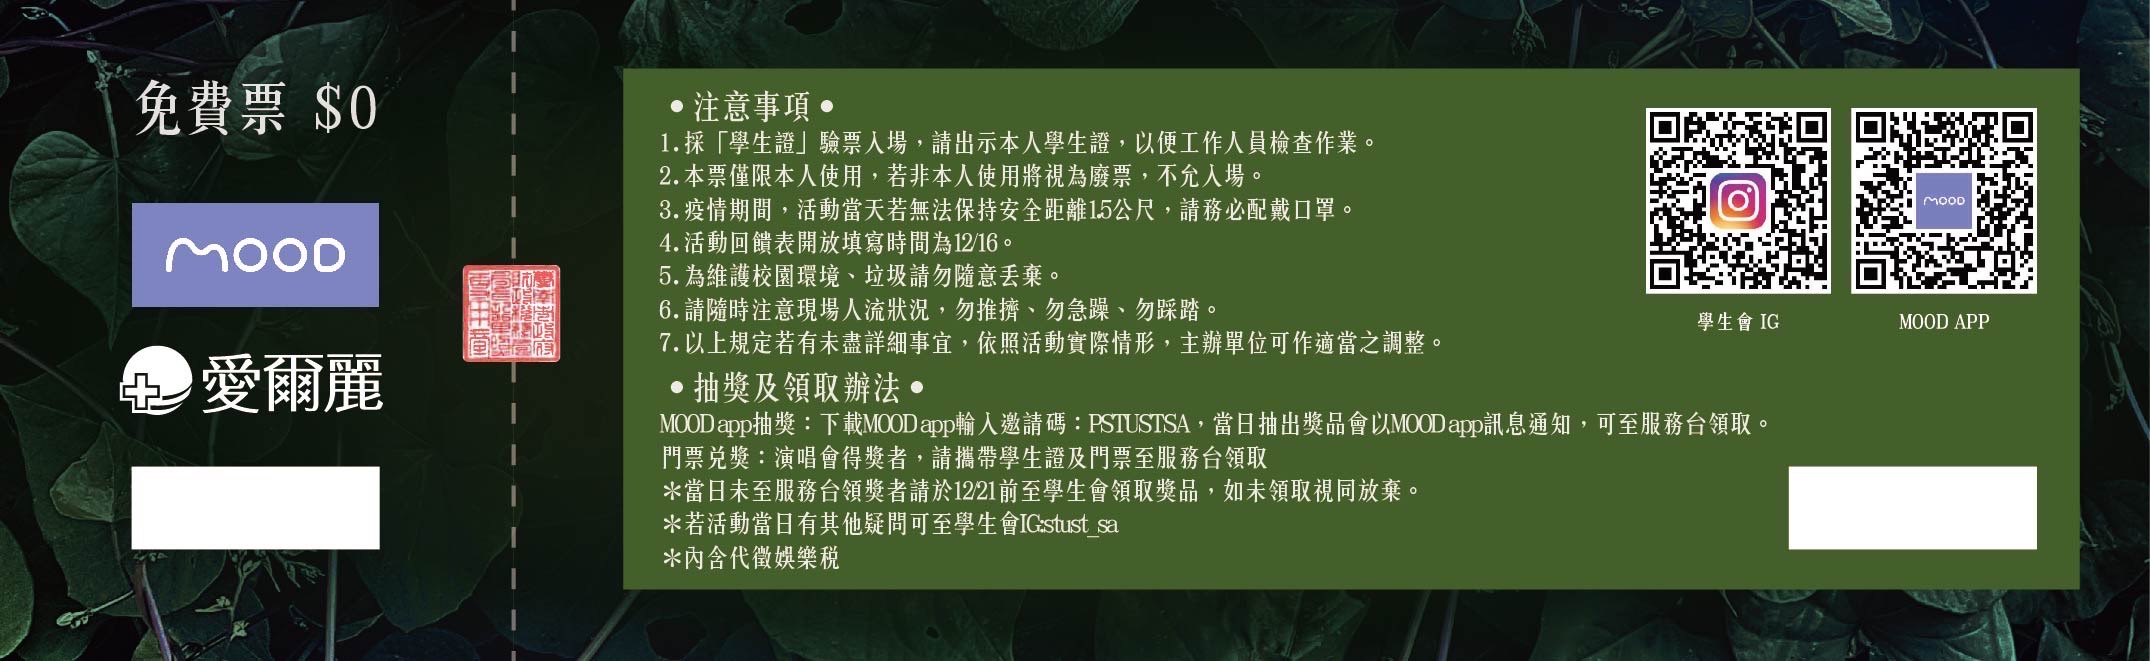 免費票 $0
MOOD
愛爾麗
•注意事項•
1.採「學生證」驗票入場，請出示本人學生證，以便工作人員檢查作業。
2.本票僅限本人使用，若非本人使用將視為廢票，不允入場。
3.疫情期間，活動當天若無法保持安全距離1.5公尺，請務必配戴口罩。
4.活動回饋表開放填寫時間為12/16。
5.為維護校園環境、垃圾請勿隨意丟棄。
6.請隨時注意現場人流狀況，勿推擠、勿急躁、勿踩踏。
7.以上規定若有未盡詳細事宜，依照活動實際情形，主辦單位可作適當之調整。
•抽獎及領取辦法•
MOOD app抽獎：下載MOOD app輸入邀請碼：PSTUSTSA，當日抽出獎品會以MOOD app訊息通知，可至服務台領取。
門票兌獎：演唱會得獎者，請攜帶學生證及門票至服務台領取
＊當日未至服務台領獎者請於12/21前至學生會領取獎品，如未領取視同放棄。
＊若活動當日有其他疑問可至學生會IG:stust_sa
＊內含代徵娛樂稅
MOOD
學生會 IG
MOOD APP